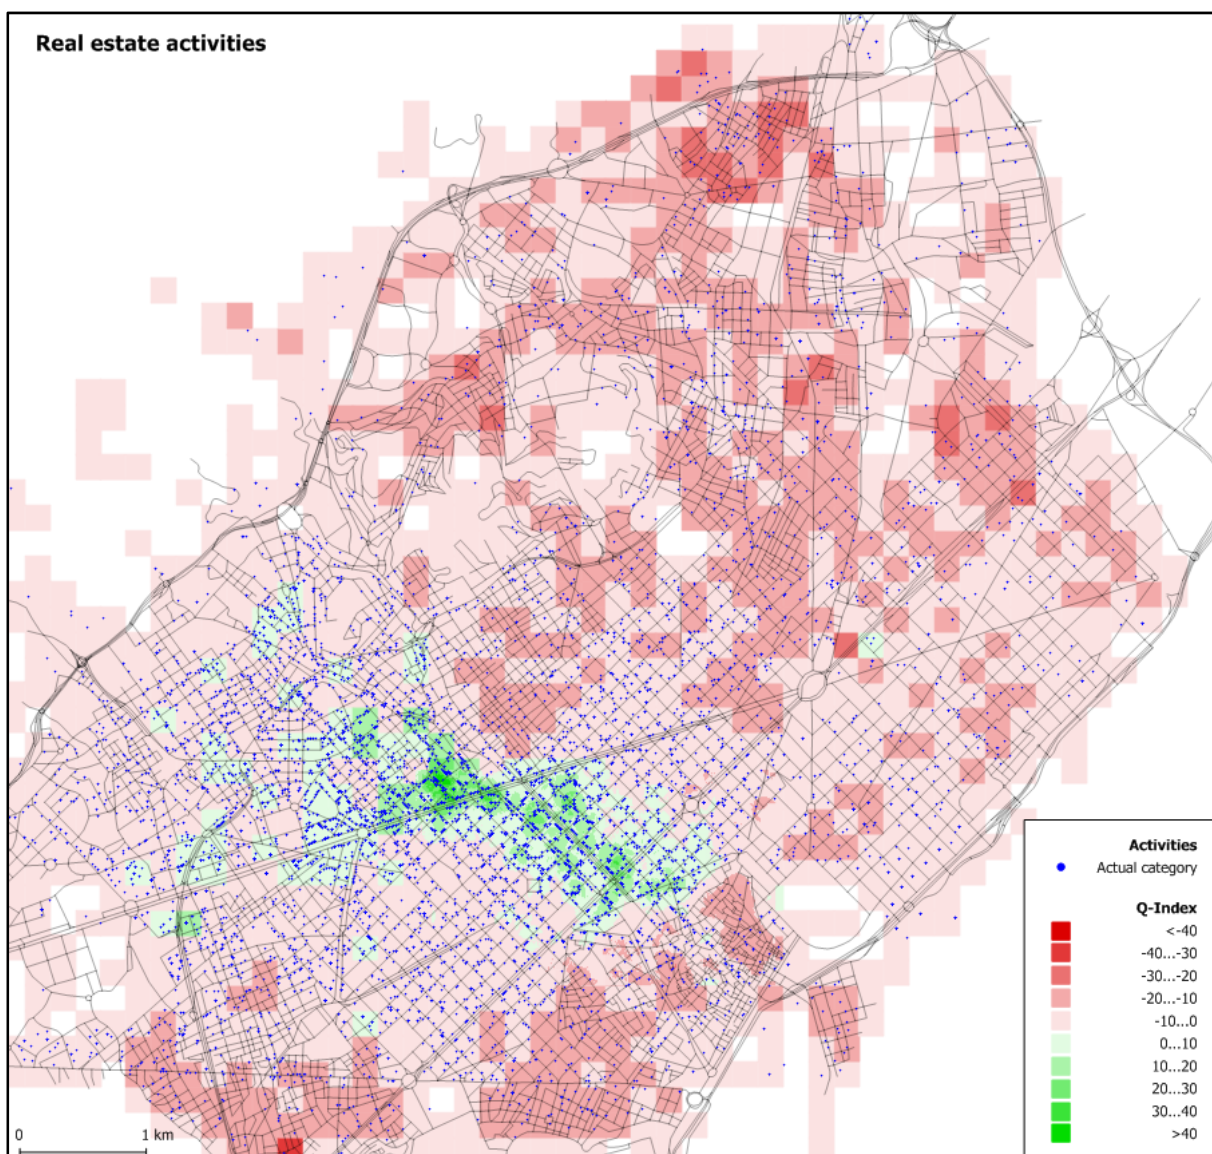 Real estate activities
Activities
Actual category
Q-Index
<-40
-40...-30
-30...-20
-20...-10
-10...0
0...10
10...20
20...30
30...40
>40
0 1 km